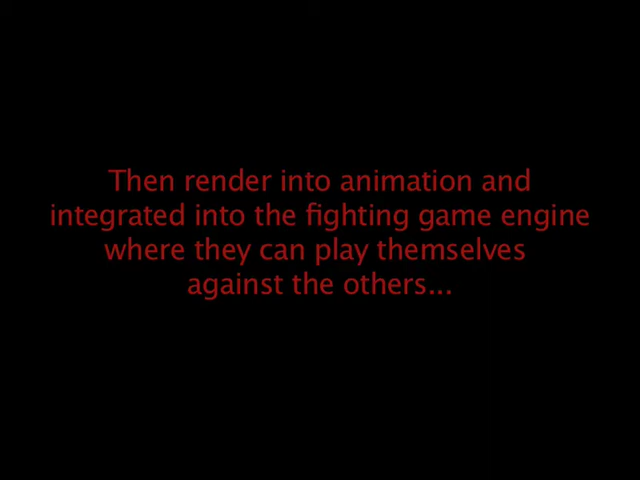 Then render into animation and
integrated into the fighting game engine
where they can play themselves
against the others...